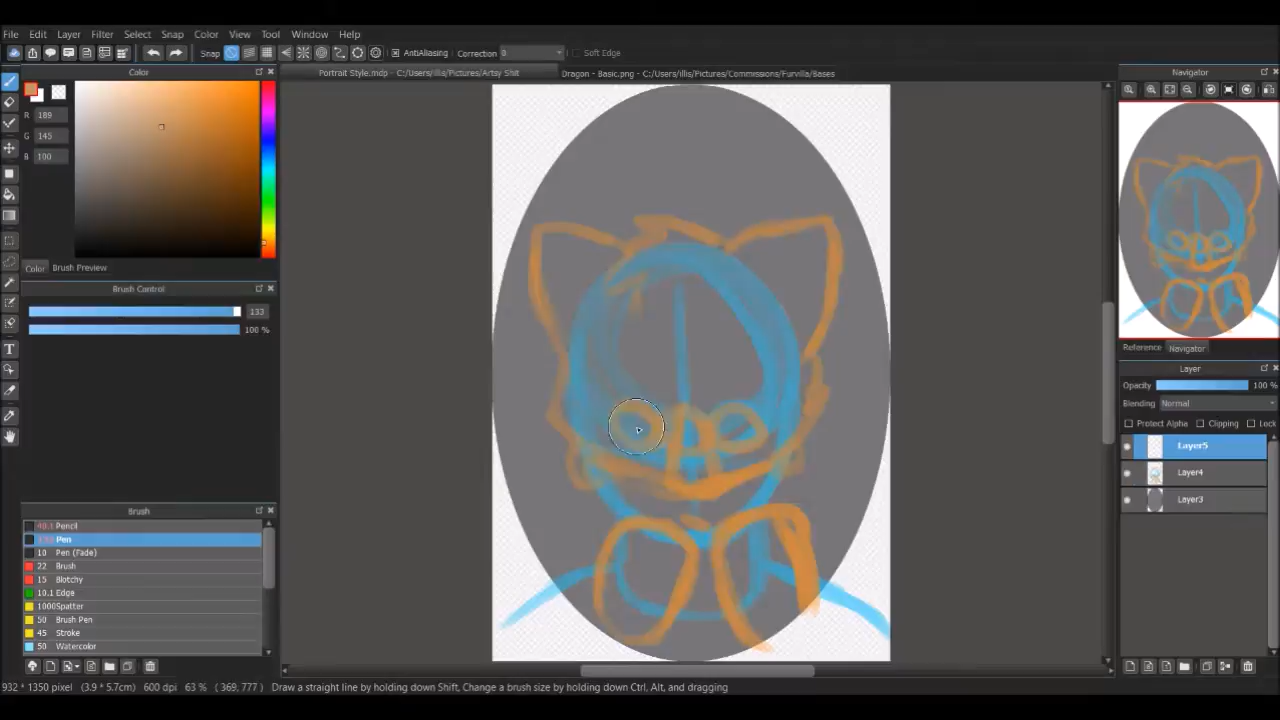 File Edit Layer Filter Select Snap Color View Tool Window Help
Snap AntiAliasing Correction 0 Soft Edge
Color
Portrait Style.mdp - C:/Users/illis/Pictures/Artsy Shit
Dragon - Basic.png - C:/Users/illis/Pictures/Commissions/Furvilla/Bases
Navigator
R 189
G 145
B 100
Color Brush Preview
Brush Control
133
100 %
Reference Navigator
Layer
Opacity 100 %
Blending Normal
Protect Alpha Clipping Lock
Layer5
Layer4
Layer3
Brush
Pencil
Pen
10 Pen (Fade)
22 Brush
15 Blotchy
10.1 Edge
1000 Spatter
50 Brush Pen
45 Stroke
50 Watercolor
932 * 1350 pixel (3.9 * 5.7cm) 600 dpi 63 % ( 369, 777 ) Draw a straight line by holding down Shift, Change a brush size by holding down Ctrl, Alt, and dragging